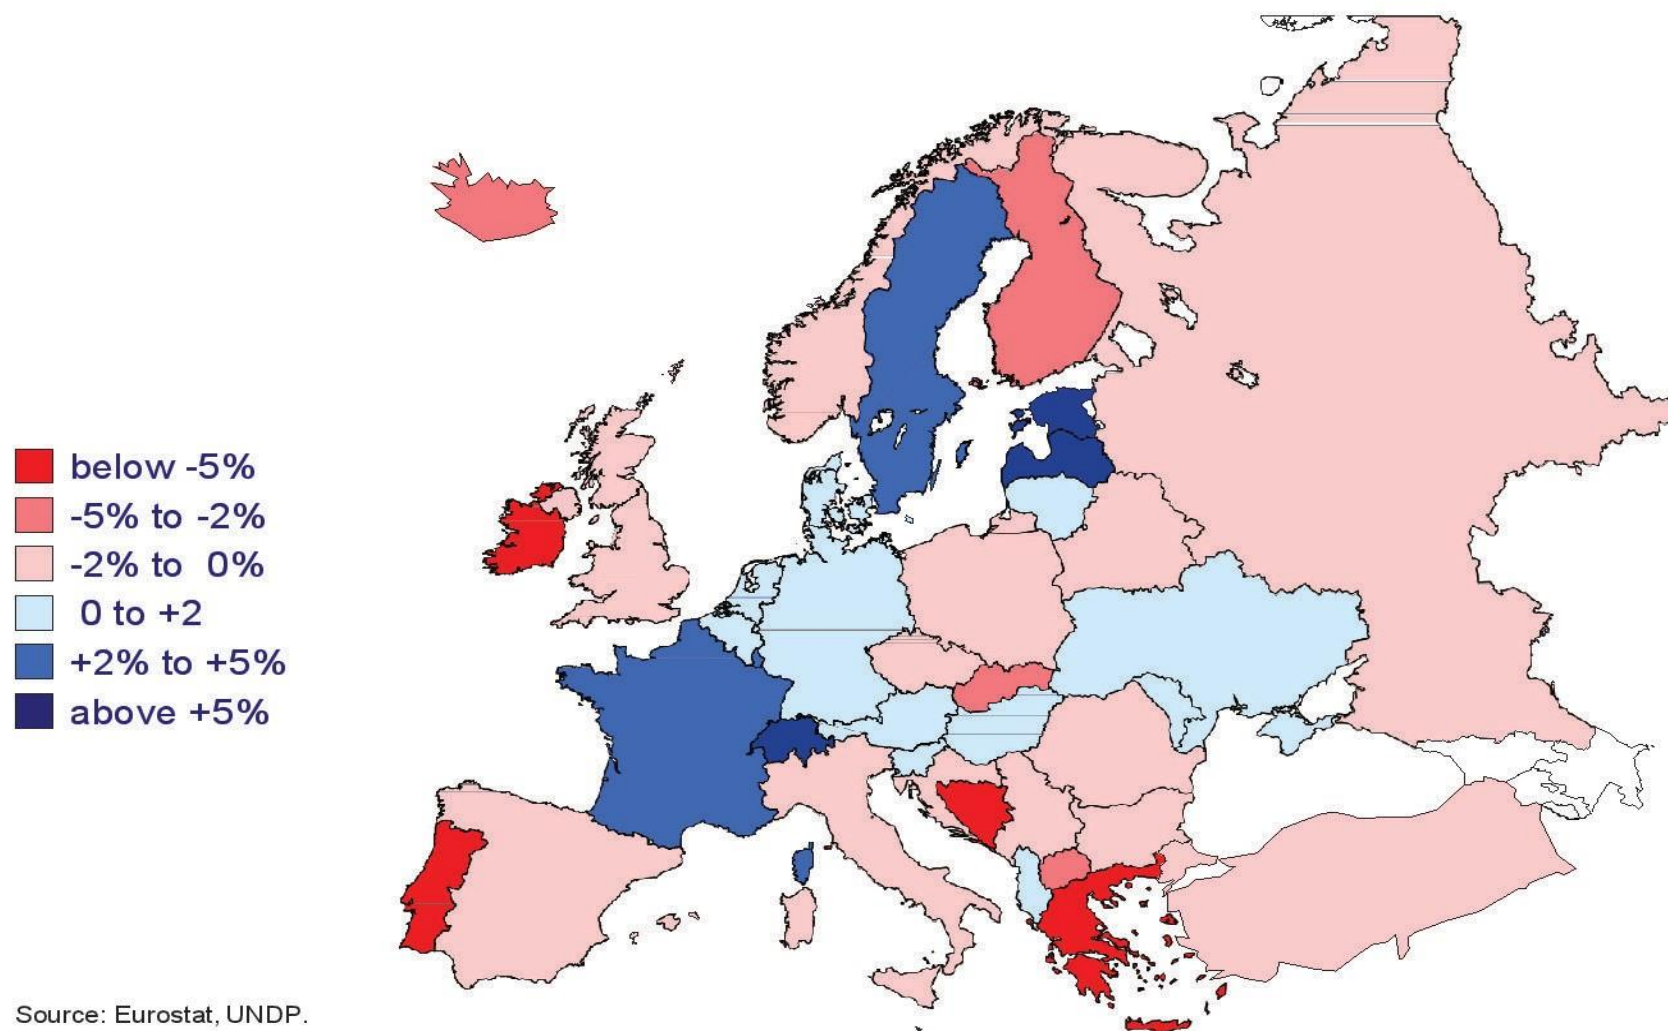 below -5%
-5% to -2%
-2% to 0%
0 to +2
+2% to +5%
above +5%
Source: Eurostat, UNDP.